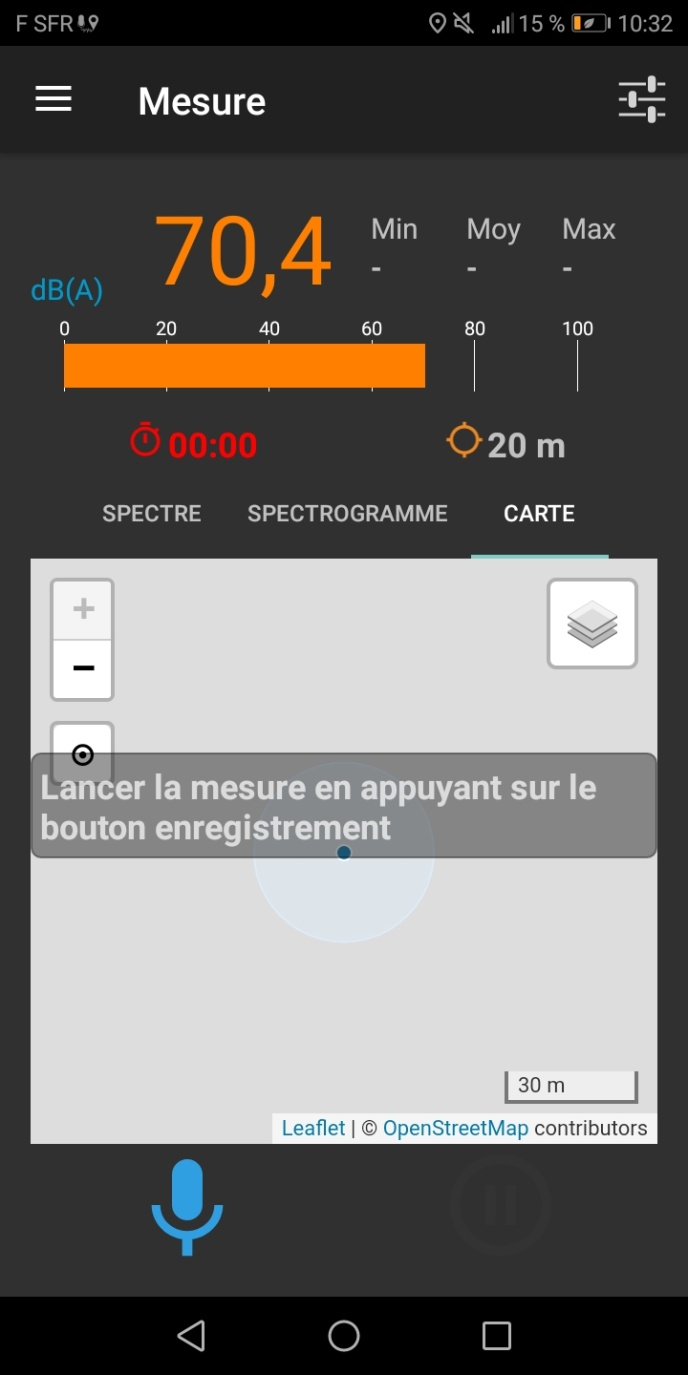 F SFR 15 % 10:32
Mesure
70,4
Min Moy Max
- - -
dB(A)
0 20 40 60 80 100
00:00 20 m
SPECTRE SPECTROGRAMME CARTE
+
−
Lancer la mesure en appuyant sur le
bouton enregistrement
30 m
Leaflet | © OpenStreetMap contributors